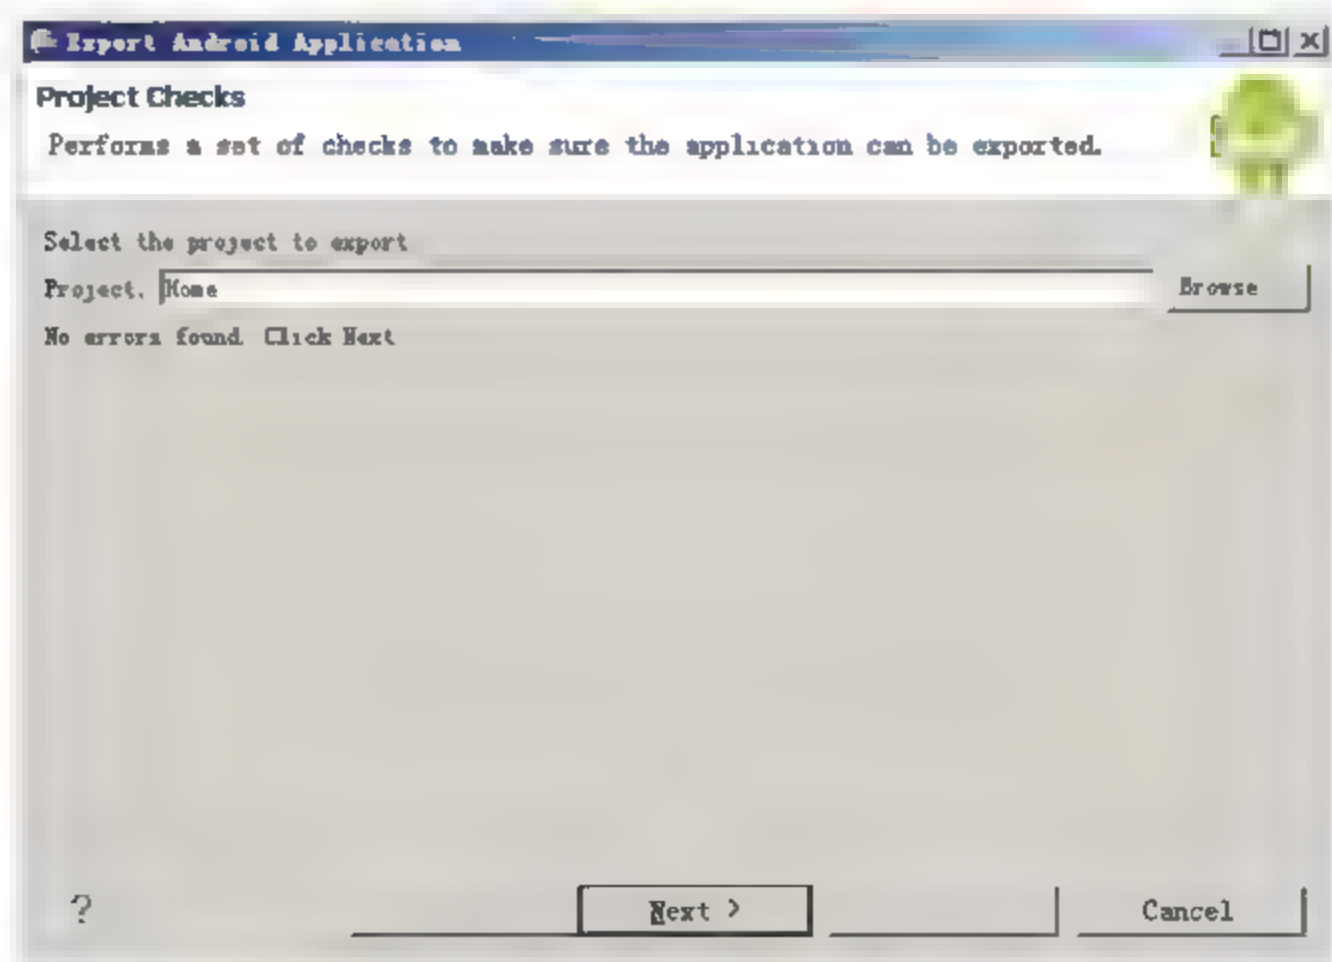 Export Android Application
Project Checks
Performs a set of checks to make sure the application can be exported.
Select the project to export
Project. Home
Browse
No errors found. Click Next
?
Next >
Cancel